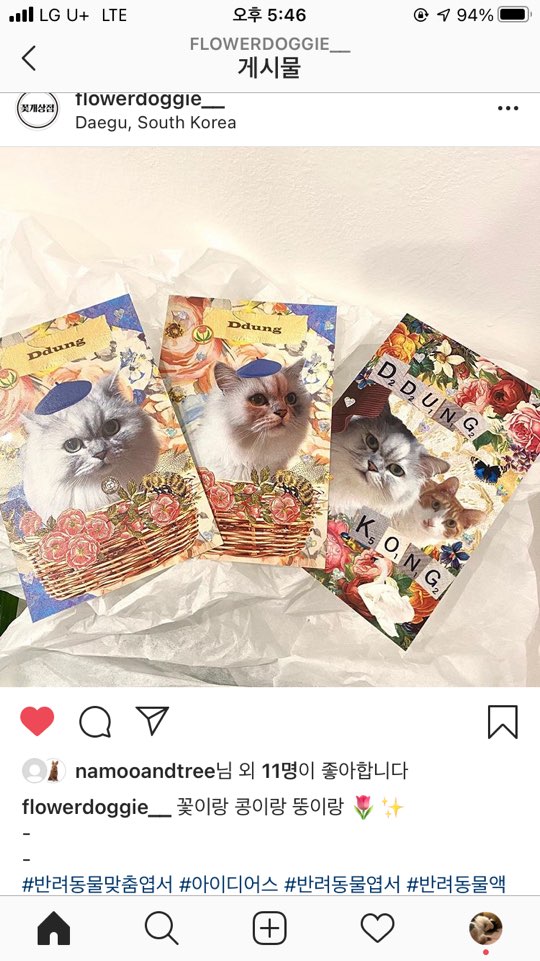 LG U+ LTE 오후 5:46 94%
FLOWERDOGGIE__
게시물
꽃개상점
flowerdoggie__
Daegu, South Korea
Ddung
Ddung
DDUNG
KONG
namooandtree님 외 11명이 좋아합니다
flowerdoggie__ 꽃이랑 콩이랑 뚱이랑 🌷 ✨
-
-
#반려동물맞춤엽서 #아이디어스 #반려동물엽서 #반려동물액